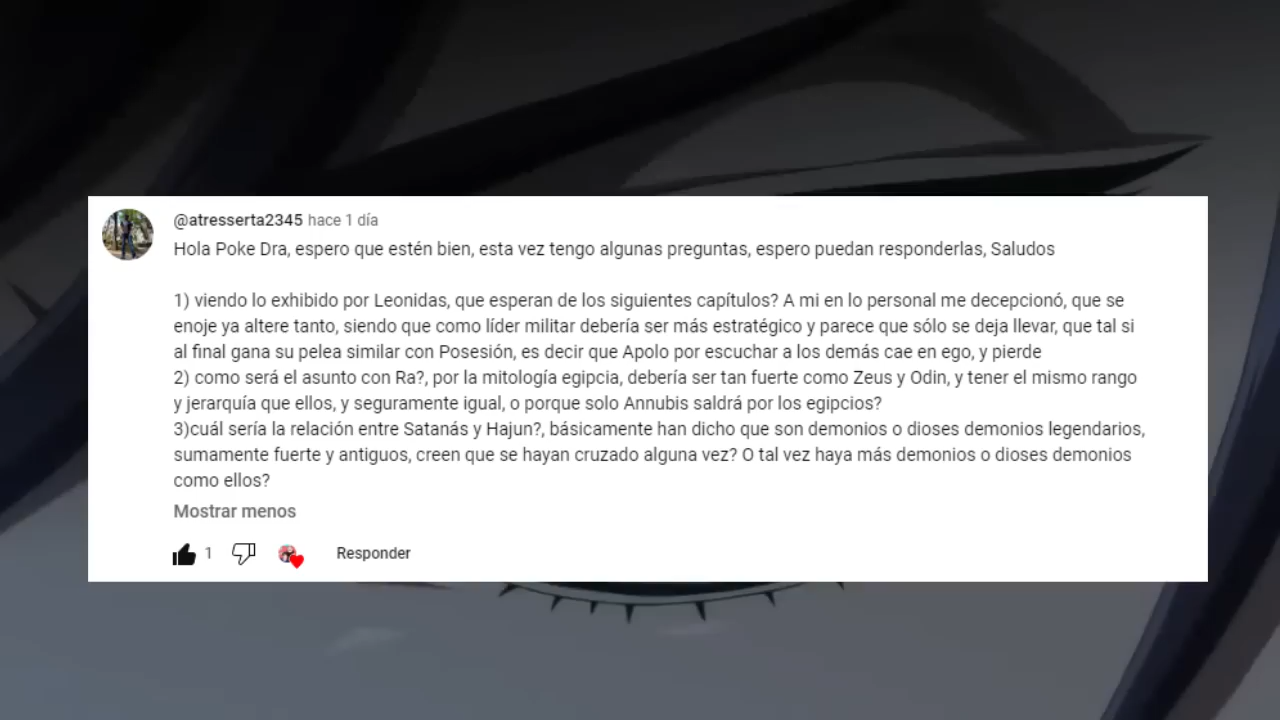 @atresserta2345 hace 1 día
Hola Poke Dra, espero que estén bien, esta vez tengo algunas preguntas, espero puedan responderlas, Saludos
1) viendo lo exhibido por Leonidas, que esperan de los siguientes capítulos? A mi en lo personal me decepcionó, que se
enoje ya altere tanto, siendo que como líder militar debería ser más estratégico y parece que sólo se deja llevar, que tal si
al final gana su pelea similar con Posesión, es decir que Apolo por escuchar a los demás cae en ego, y pierde
2) como será el asunto con Ra?, por la mitología egipcia, debería ser tan fuerte como Zeus y Odin, y tener el mismo rango
y jerarquía que ellos, y seguramente igual, o porque solo Annubis saldrá por los egipcios?
3)cuál sería la relación entre Satanás y Hajun?, básicamente han dicho que son demonios o dioses demonios legendarios,
sumamente fuerte y antiguos, creen que se hayan cruzado alguna vez? O tal vez haya más demonios o dioses demonios
como ellos?
Mostrar menos
1 Responder